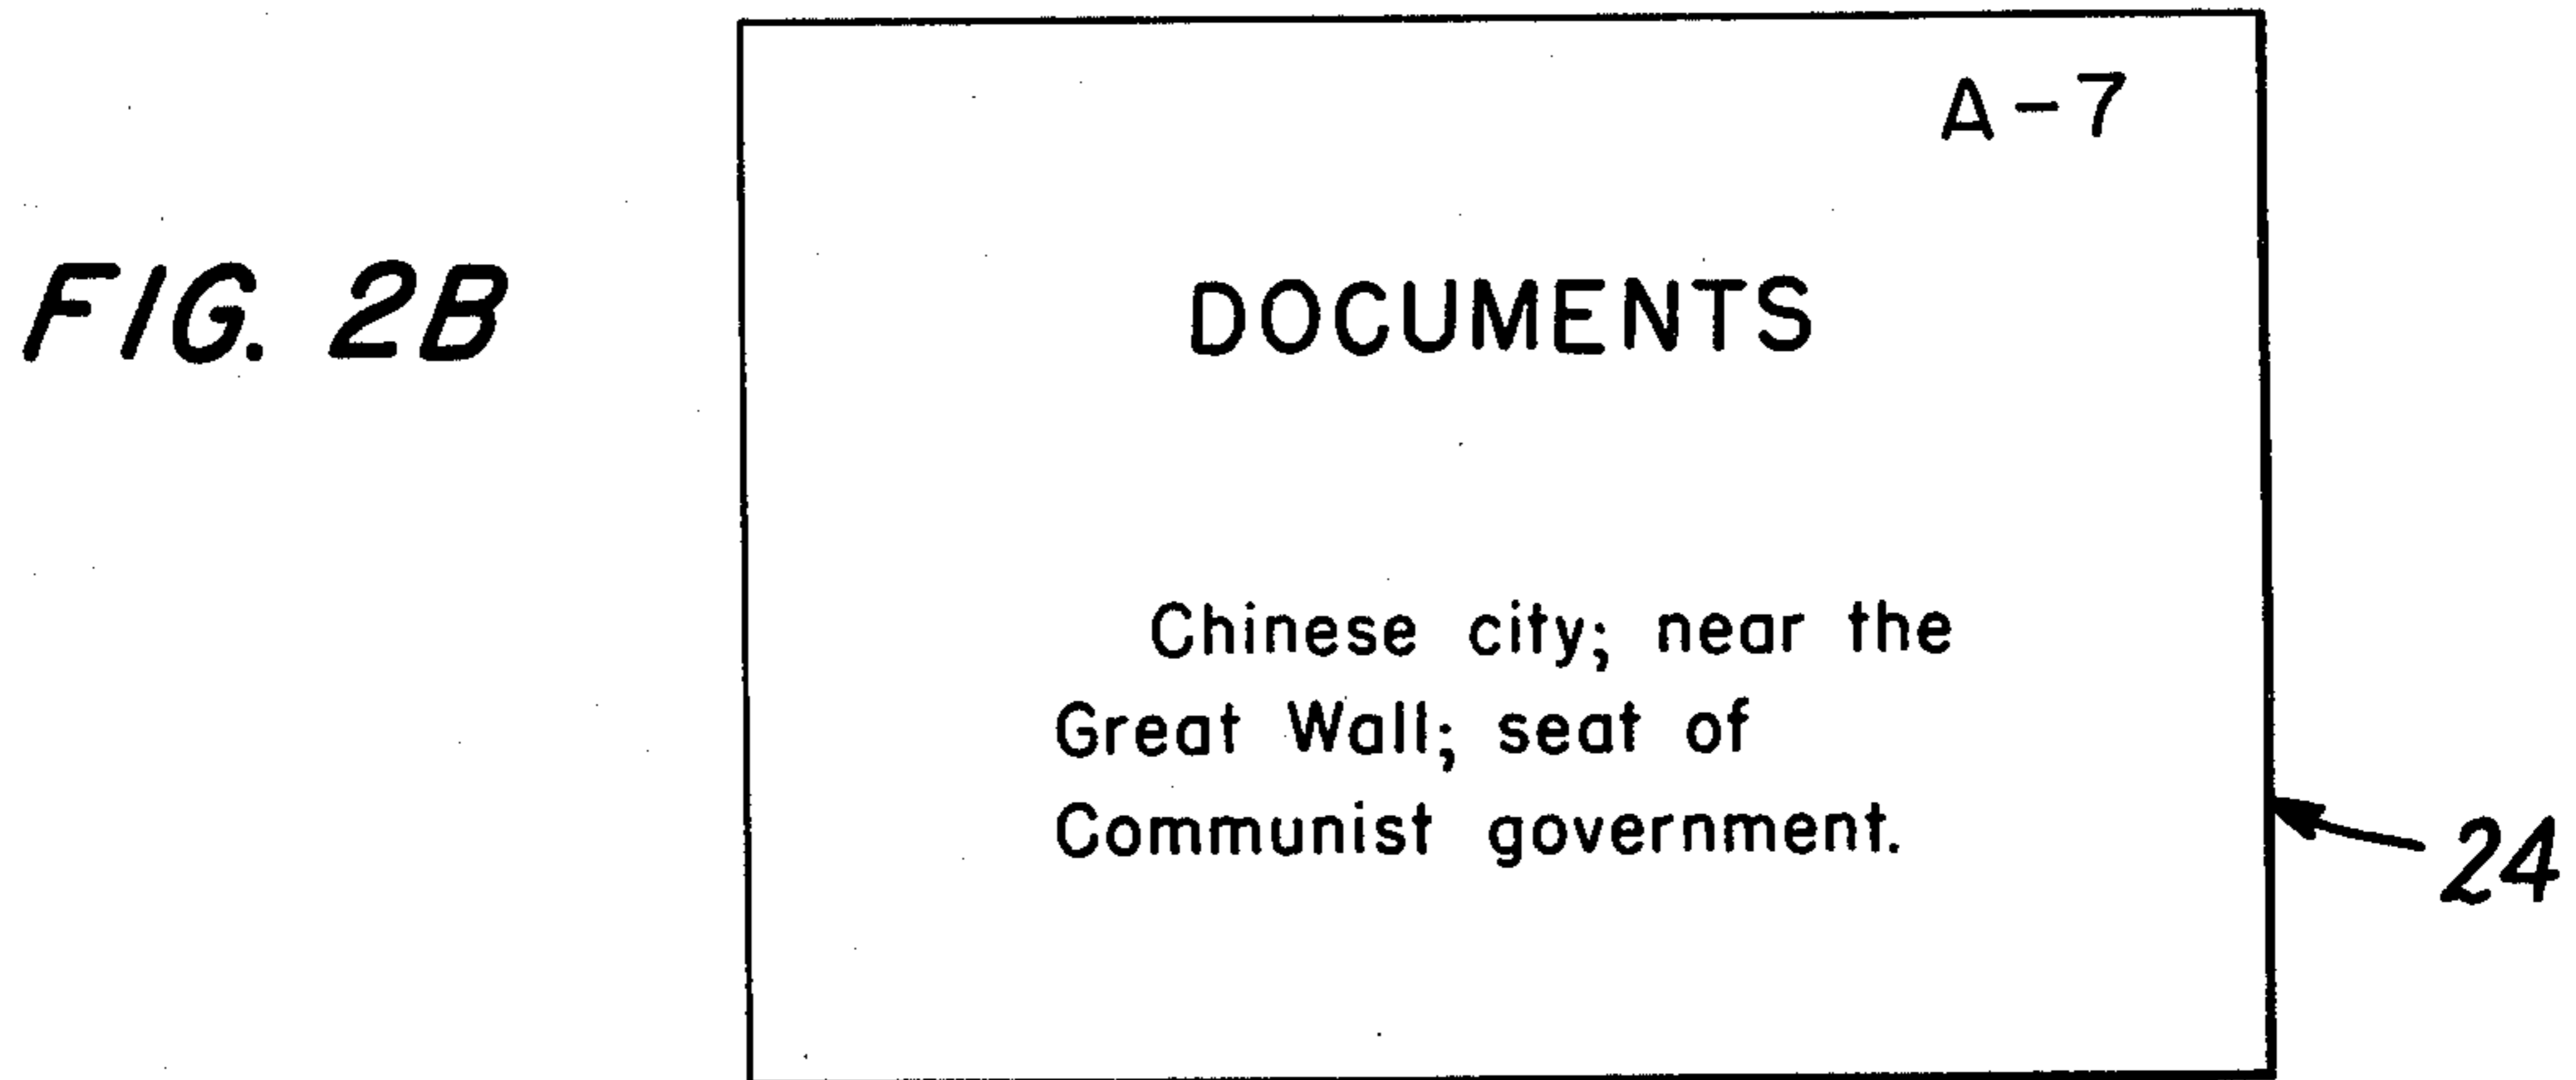 A-7
FIG. 2B
DOCUMENTS
Chinese city; near the
Great Wall; seat of
Communist government.
24